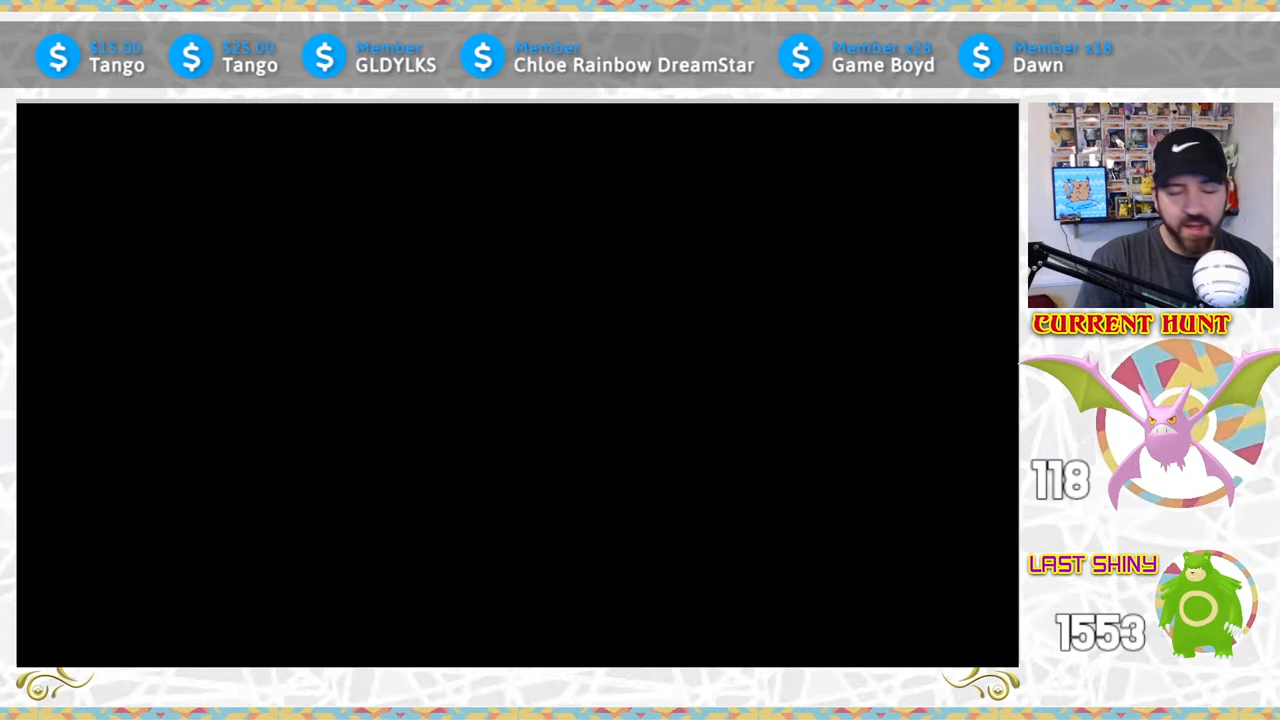 $15.00
Tango
$25.00
Tango
Member
GLDYLKS
Member
Chloe Rainbow DreamStar
Member x28
Game Boyd
Member x18
Dawn
CURRENT HUNT
118
LAST SHINY
1553